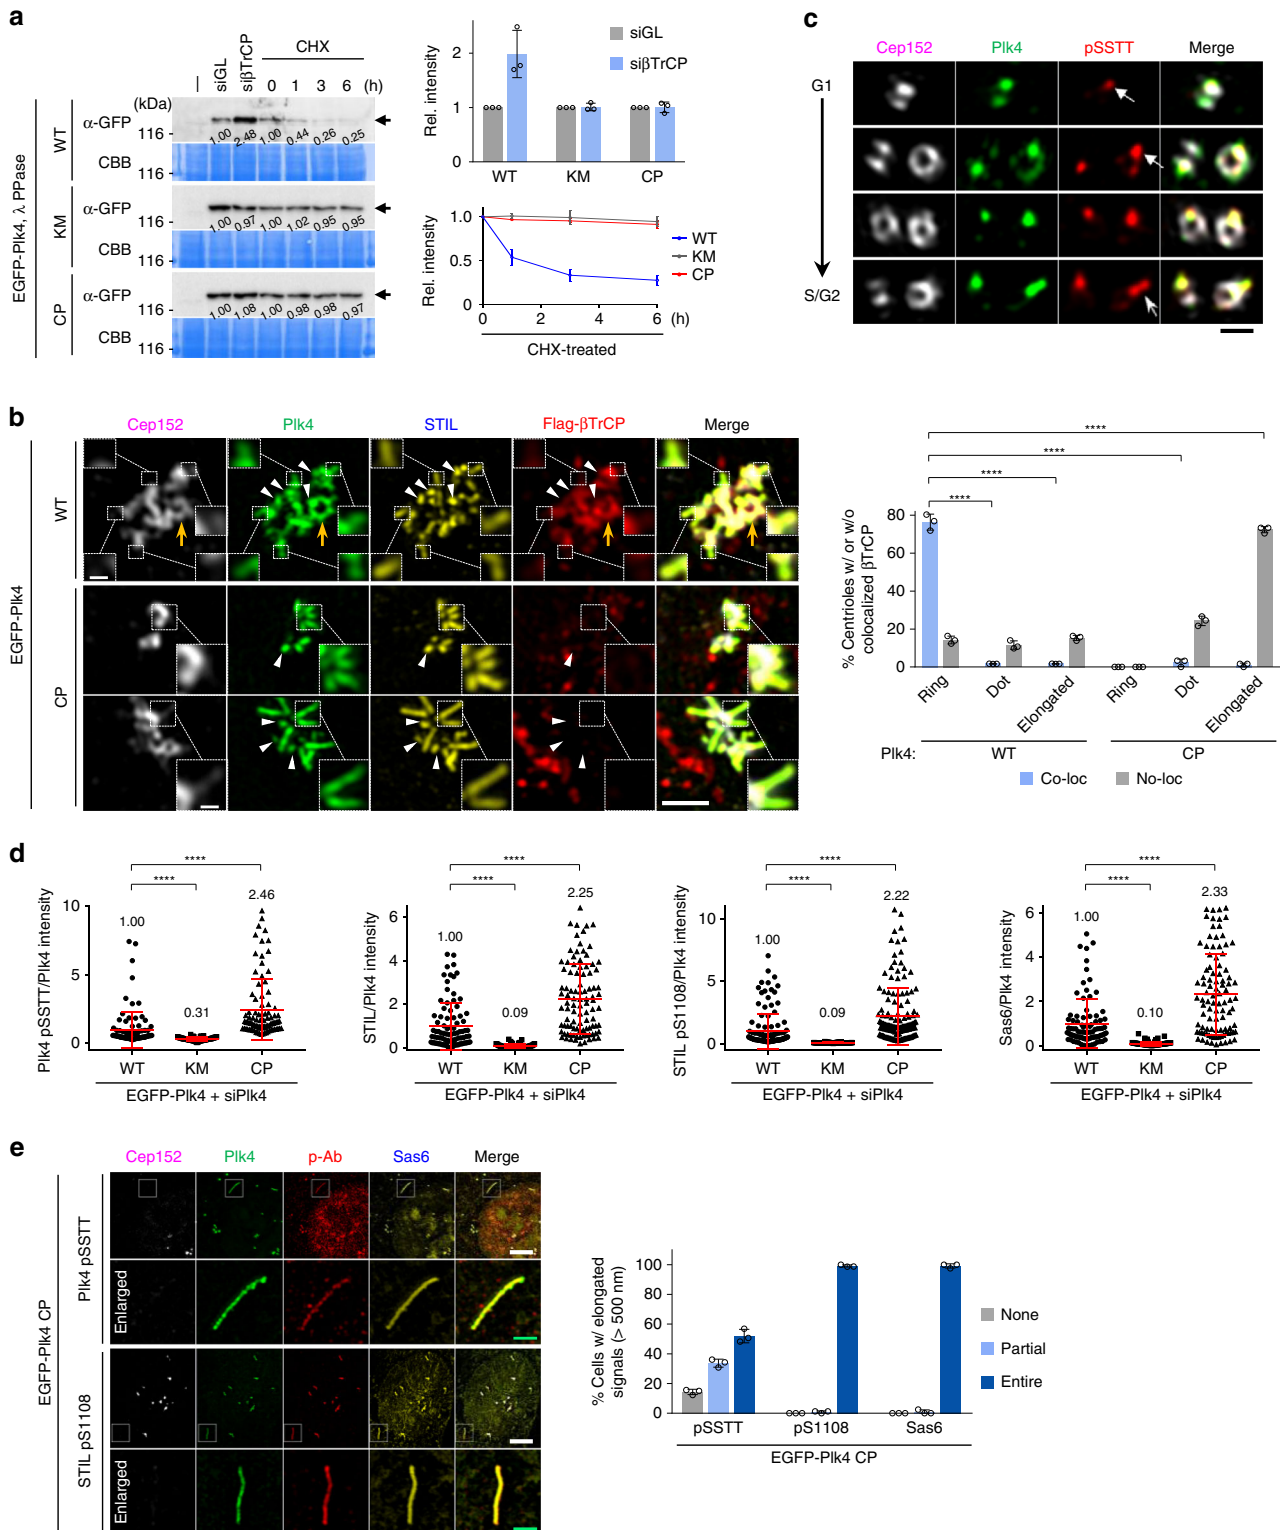 a
siGL
siβTrCP
CHX
0 1 3 6 (h)
(kDa)
EGFP-Plk4, λ PPase
WT
α-GFP
116
1.00 2.48 1.00 0.44 0.26 0.25
CBB
116
KM
α-GFP
116
1.00 0.97 1.00 1.02 0.95 0.95
CBB
116
CP
α-GFP
116
1.00 1.08 1.00 0.98 0.98 0.97
CBB
116
siGL
siβTrCP
Rel. intensity
2
1
0
WT KM CP
Rel. intensity
1.0
0.5
0
0 2 4 6 (h)
CHX-treated
WT
KM
CP
c
Cep152 Plk4 pSSTT Merge
G1
S/G2
b
Cep152 Plk4 STIL Flag-βTrCP Merge
EGFP-Plk4
WT
CP
% Centrioles w/ or w/o
colocalized βTrCP
80
60
40
20
0
****
****
****
****
Ring Dot Elongated Ring Dot Elongated
Plk4: WT CP
Co-loc No-loc
d
Plk4 pSSTT/Plk4 intensity
10
5
0
****
****
1.00 0.31 2.46
WT KM CP
EGFP-Plk4 + siPlk4
STIL/Plk4 intensity
6
4
2
0
****
****
1.00 0.09 2.25
WT KM CP
EGFP-Plk4 + siPlk4
STIL pS1108/Plk4 intensity
10
5
0
****
****
1.00 0.09 2.22
WT KM CP
EGFP-Plk4 + siPlk4
Sas6/Plk4 intensity
6
4
2
0
****
****
1.00 0.10 2.33
WT KM CP
EGFP-Plk4 + siPlk4
e
Cep152 Plk4 p-Ab Sas6 Merge
EGFP-Plk4 CP
Plk4 pSSTT
Enlarged
STIL pS1108
Enlarged
% Cells w/ elongated
signals (> 500 nm)
100
80
60
40
20
0
pSSTT pS1108 Sas6
EGFP-Plk4 CP
None
Partial
Entire